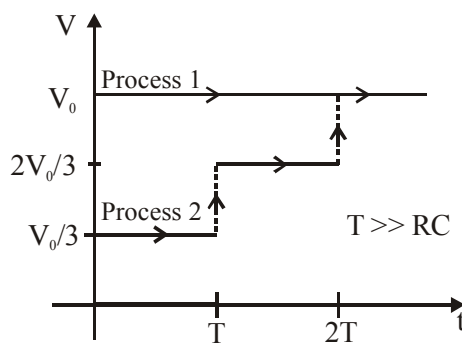 V
Process 1
V₀
2V₀/3
Process 2
V₀/3
T >> RC
T
2T
t